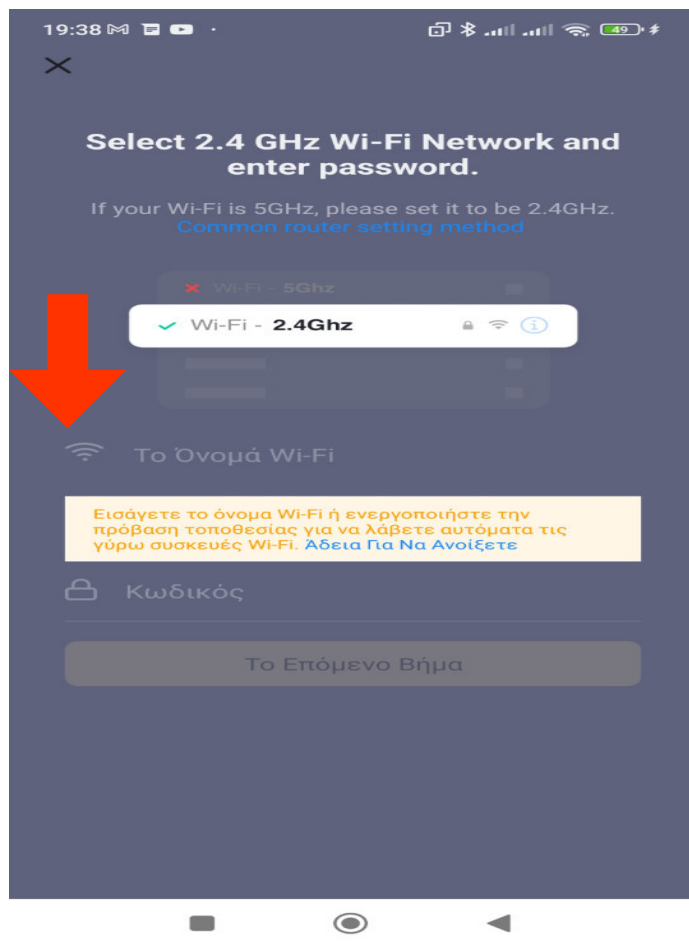 19:38
49
Select 2.4 GHz Wi-Fi Network and
enter password.
If your Wi-Fi is 5GHz, please set it to be 2.4GHz.
Common router setting method
Wi-Fi - 5Ghz
Wi-Fi - 2.4Ghz
Το Όνομά Wi-Fi
Εισάγετε το όνομα Wi-Fi ή ενεργοποιήστε την
πρόβαση τοποθεσίας για να λάβετε αυτόματα τις
γύρω συσκευές Wi-Fi. Άδεια Για Να Ανοίξετε
Κωδικός
Το Επόμενο Βήμα